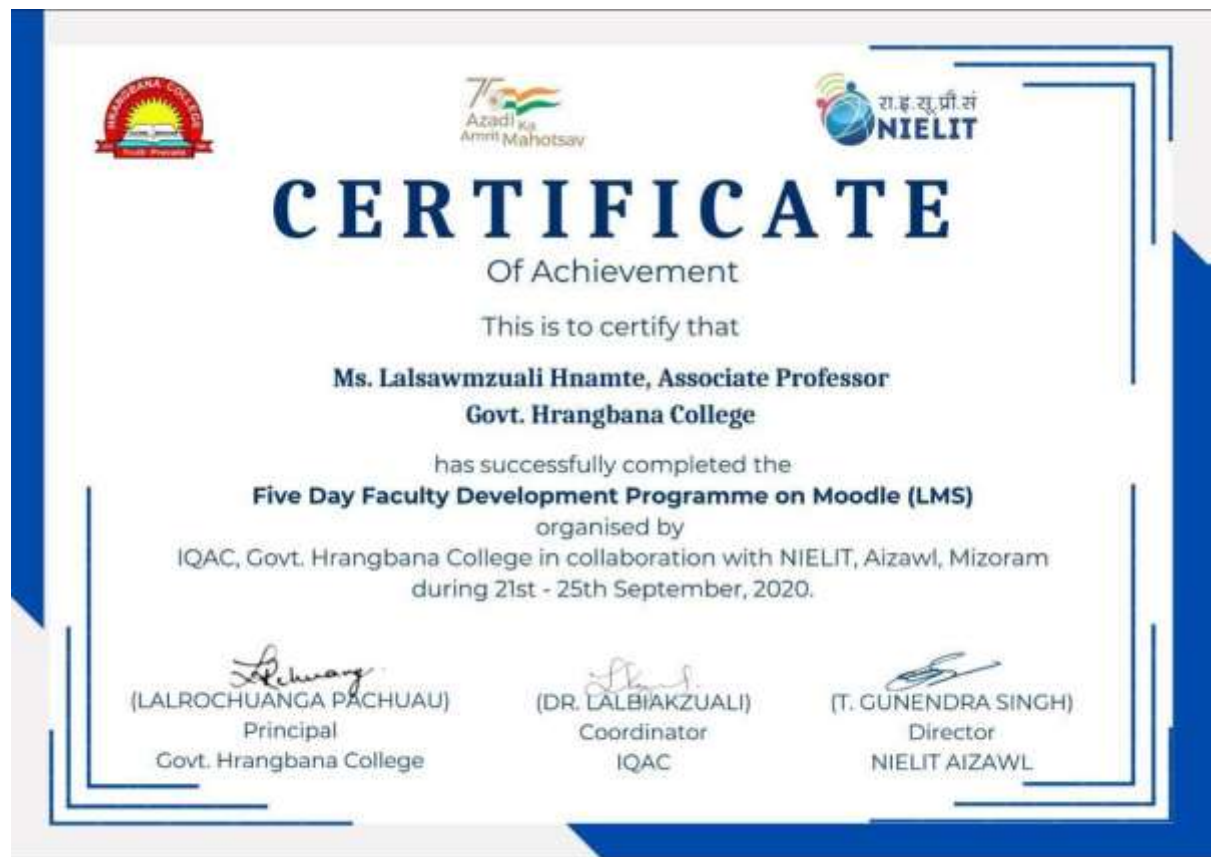 HRANGBANA COLLEGE
75
Azadi Ka
Amrit Mahotsav
रा.इ.सू.प्रौ.सं
NIELIT
CERTIFICATE
Of Achievement
This is to certify that
Ms. Lalsawmzuali Hnamte, Associate Professor
Govt. Hrangbana College
has successfully completed the
Five Day Faculty Development Programme on Moodle (LMS)
organised by
IQAC, Govt. Hrangbana College in collaboration with NIELIT, Aizawl, Mizoram
during 21st - 25th September, 2020.
(LALROCHUANGA PACHUAU)
Principal
Govt. Hrangbana College
(DR. LALBIAKZUALI)
Coordinator
IQAC
(T. GUNENDRA SINGH)
Director
NIELIT AIZAWL